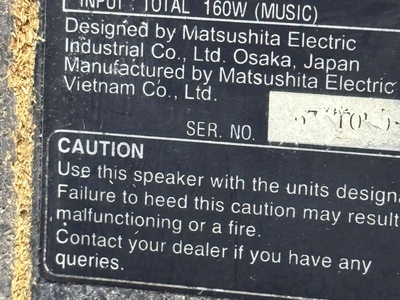 INPUT : TOTAL 160W (MUSIC)
Designed by Matsushita Electric
Industrial Co., Ltd. Osaka, Japan
Manufactured by Matsushita Electric
Vietnam Co., Ltd.
SER. NO.
CAUTION
Use this speaker with the units design
Failure to heed this caution may result
malfunctioning or a fire.
Contact your dealer if you have any
queries.